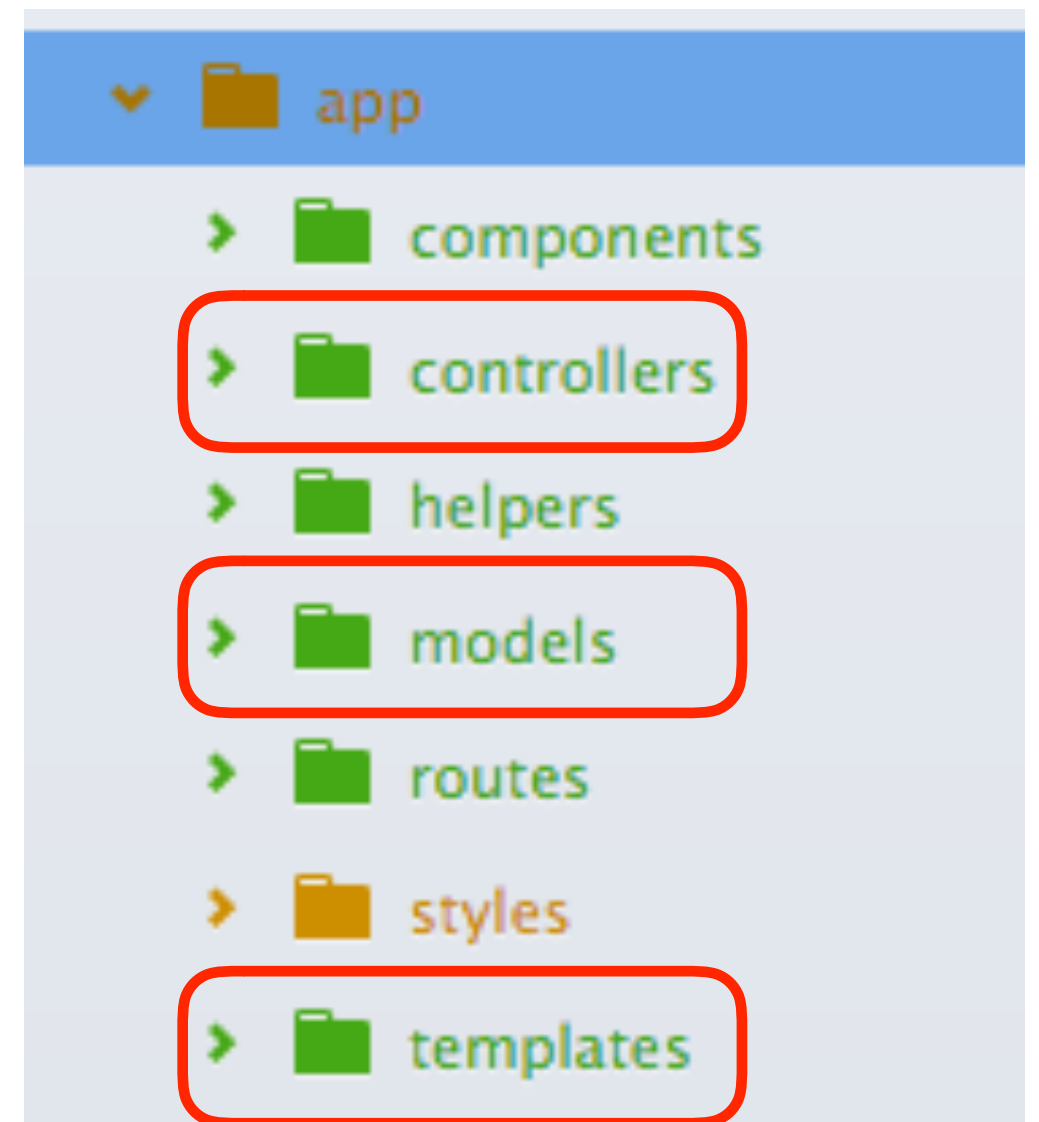 app
components
controllers
helpers
models
routes
styles
templates